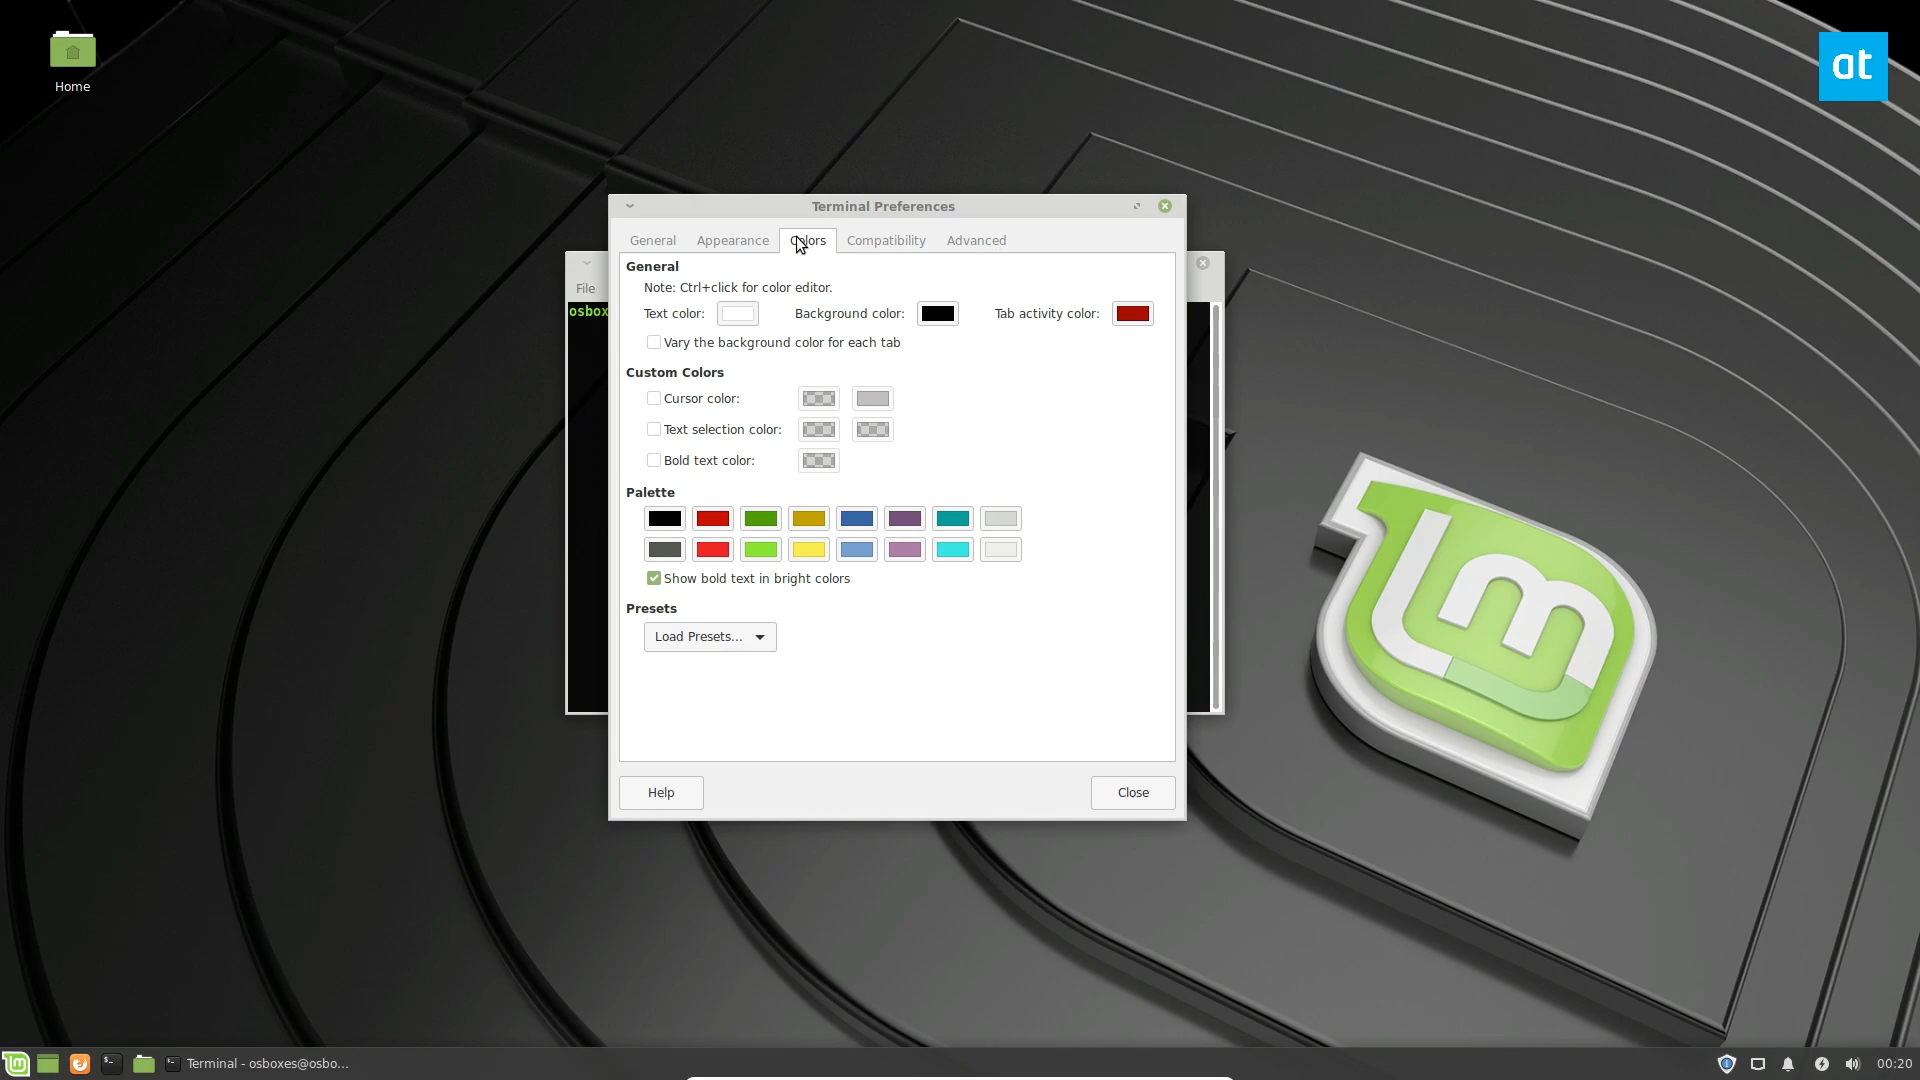 Home
at
Terminal Preferences
General Appearance Colors Compatibility Advanced
File
osbox
General
Note: Ctrl+click for color editor.
Text color: Background color: Tab activity color:
Vary the background color for each tab
Custom Colors
Cursor color:
Text selection color:
Bold text color:
Palette
Show bold text in bright colors
Presets
Load Presets...
Help Close
Terminal - osboxes@osbo...
00:20